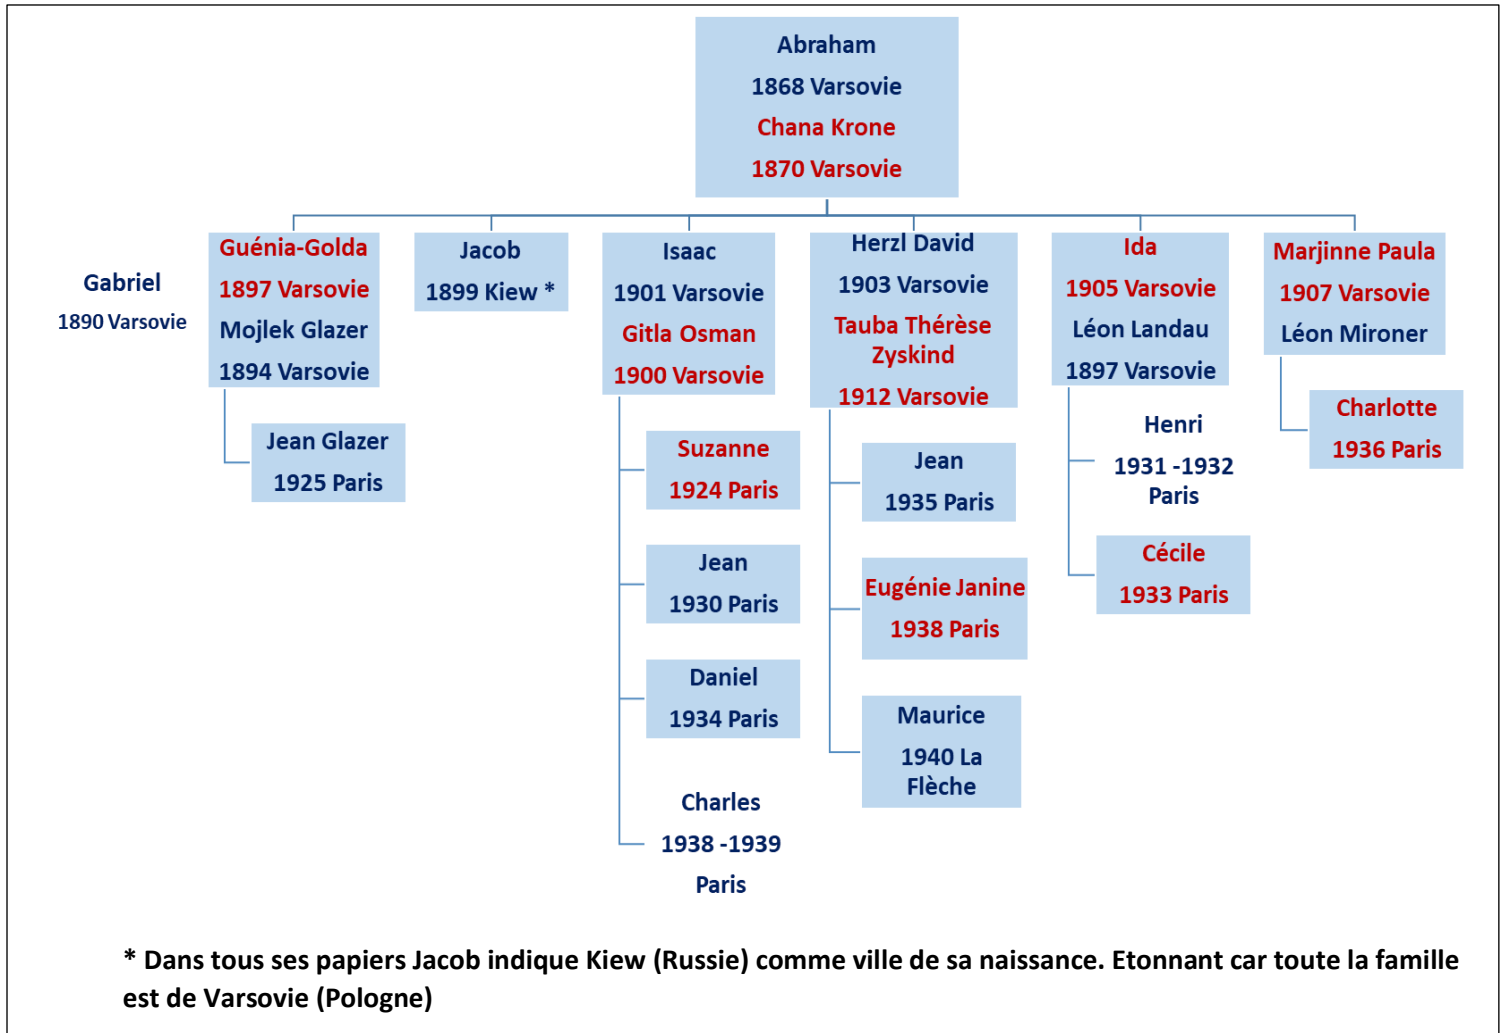 Abraham
1868 Varsovie
Chana Krone
1870 Varsovie
Gabriel
1890 Varsovie
Guénia-Golda
1897 Varsovie
Mojlek Glazer
1894 Varsovie
Jean Glazer
1925 Paris
Jacob
1899 Kiew *
Isaac
1901 Varsovie
Gitla Osman
1900 Varsovie
Suzanne
1924 Paris
Jean
1930 Paris
Daniel
1934 Paris
Charles
1938 -1939
Paris
Herzl David
1903 Varsovie
Tauba Thérèse
Zyskind
1912 Varsovie
Jean
1935 Paris
Eugénie Janine
1938 Paris
Maurice
1940 La
Flèche
Ida
1905 Varsovie
Léon Landau
1897 Varsovie
Henri
1931 -1932
Paris
Cécile
1933 Paris
Marjinne Paula
1907 Varsovie
Léon Mironer
Charlotte
1936 Paris
* Dans tous ses papiers Jacob indique Kiew (Russie) comme ville de sa naissance. Etonnant car toute la famille
est de Varsovie (Pologne)